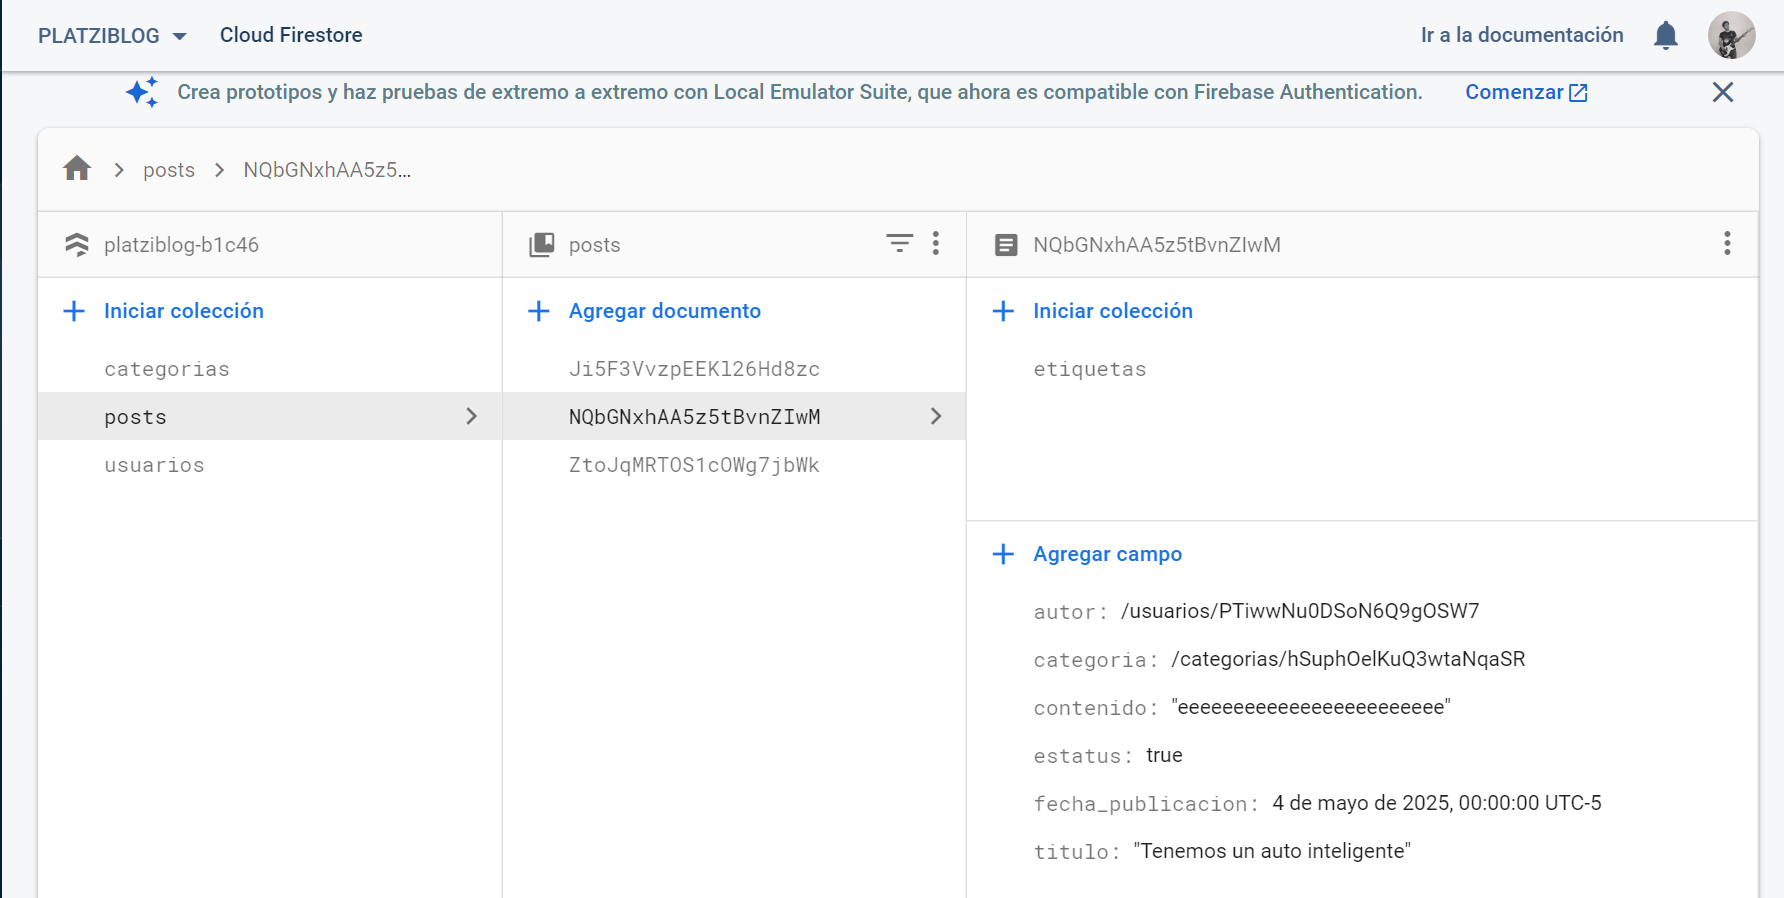 PLATZIBLOG Cloud Firestore Ir a la documentación
Crea prototipos y haz pruebas de extremo a extremo con Local Emulator Suite, que ahora es compatible con Firebase Authentication. Comenzar
posts NQbGNxhAA5z5...
platziblog-b1c46
Iniciar colección
categorias
posts
usuarios
posts
Agregar documento
Ji5F3VvzpEEKl26Hd8zc
NQbGNxhAA5z5tBvnZIwM
ZtoJqMRTOS1cOWg7jbWk
NQbGNxhAA5z5tBvnZIwM
Iniciar colección
etiquetas
Agregar campo
autor: /usuarios/PTiwwNu0DSoN6Q9gOSW7
categoria: /categorias/hSuphOelKuQ3wtaNqaSR
contenido: "eeeeeeeeeeeeeeeeeeeeeeee"
estatus: true
fecha_publicacion: 4 de mayo de 2025, 00:00:00 UTC-5
titulo: "Tenemos un auto inteligente"